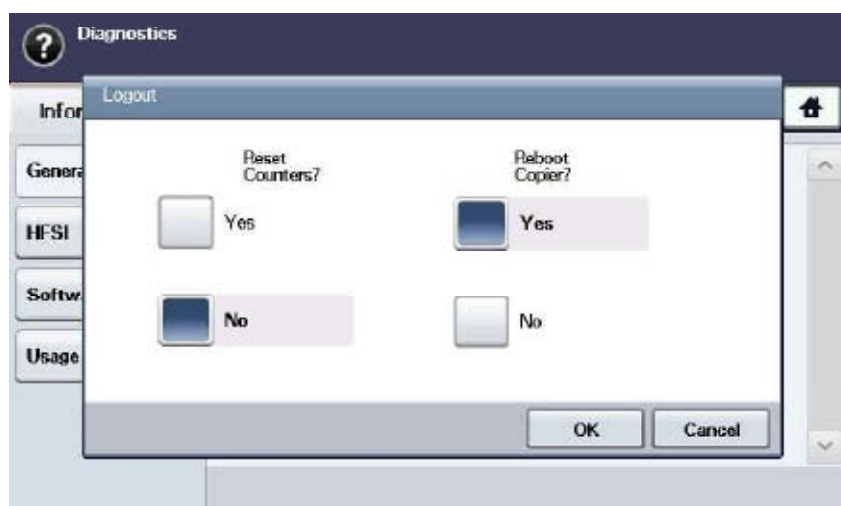 ?
Diagnostics
Logout
Infor
Reset
Counters?
Reboot
Copier?
Genera
Yes
Yes
HFSI
Softw
No
No
Usage
OK
Cancel